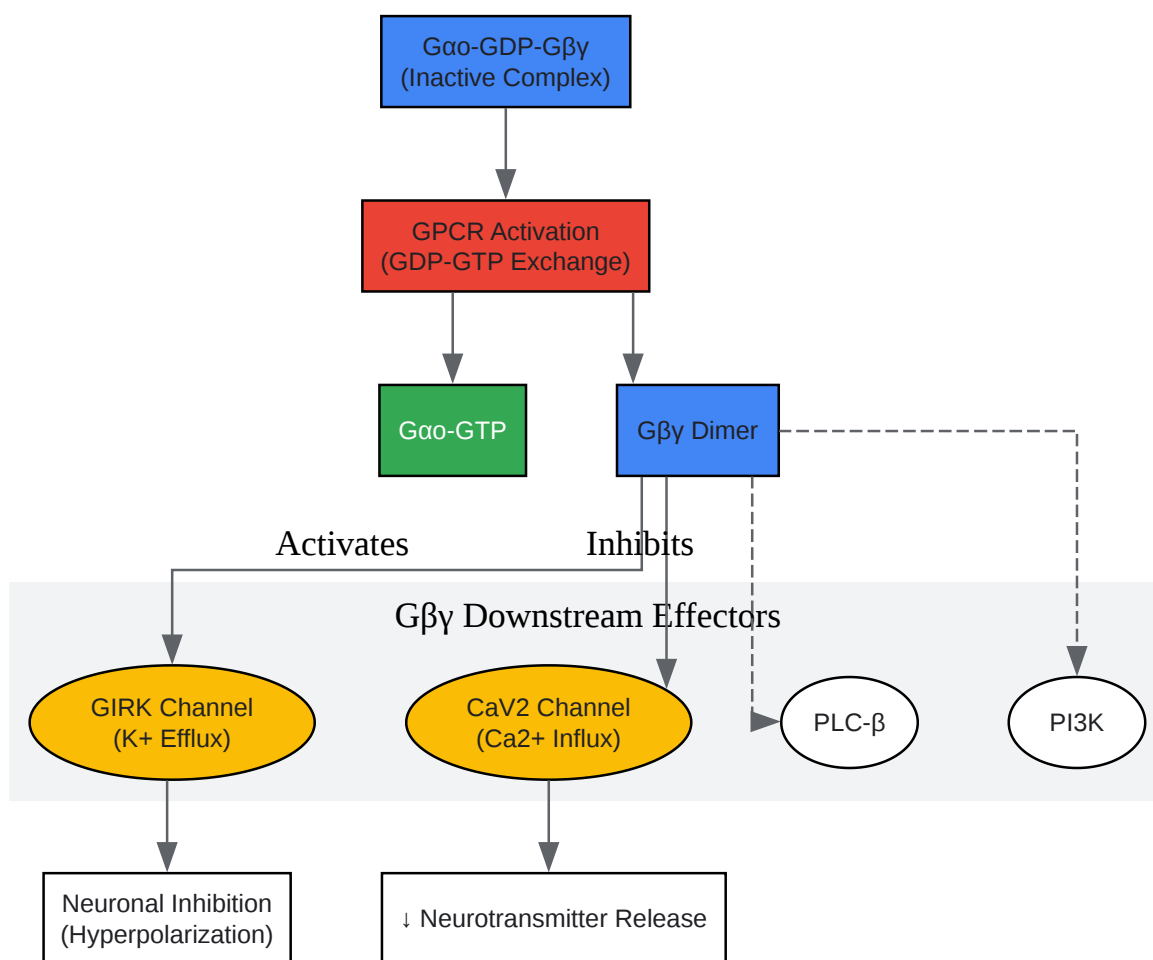 Gαo-GDP-Gβγ
(Inactive Complex)
GPCR Activation
(GDP-GTP Exchange)
Gαo-GTP
Gβγ Dimer
Activates
Inhibits
Gβγ Downstream Effectors
GIRK Channel
(K+ Efflux)
CaV2 Channel
(Ca2+ Influx)
PLC-β
PI3K
Neuronal Inhibition
(Hyperpolarization)
↓ Neurotransmitter Release